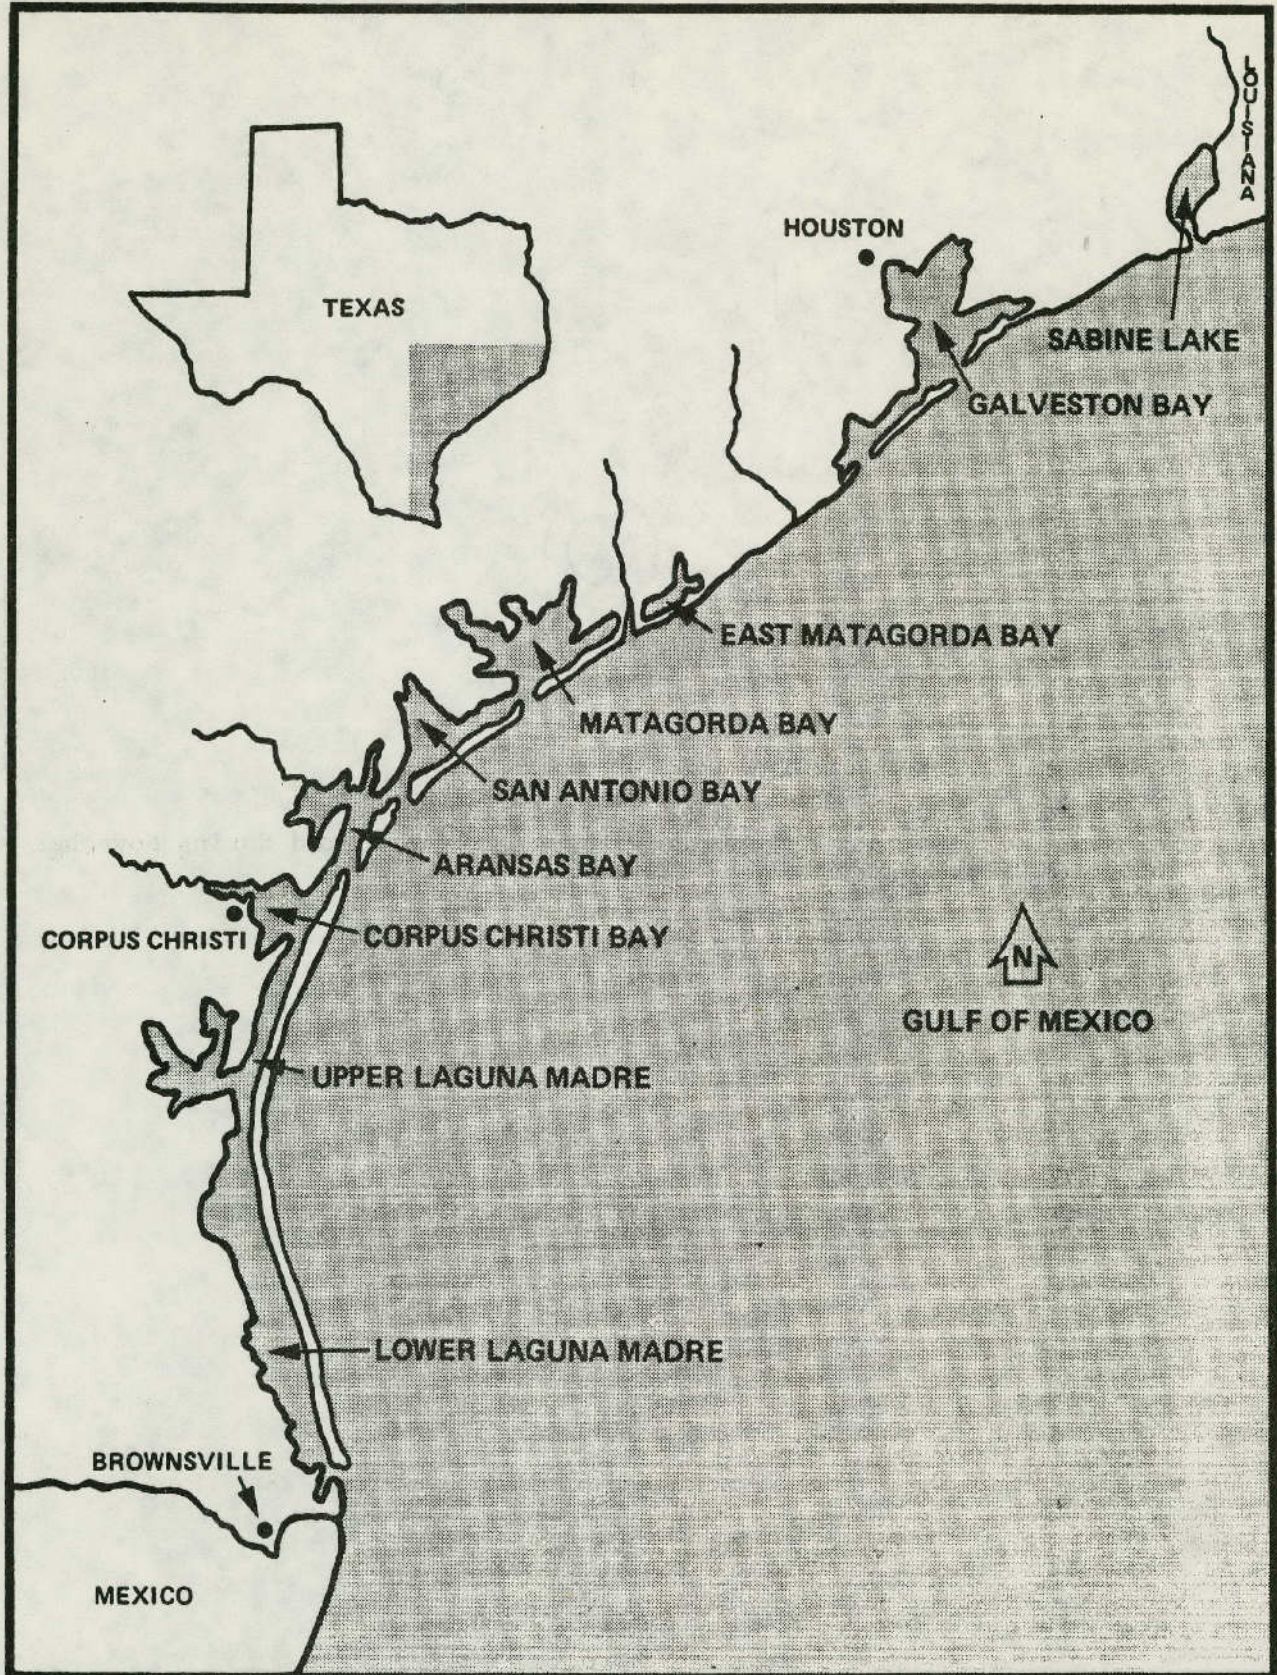 LOUISIANA
HOUSTON
TEXAS
SABINE LAKE
GALVESTON BAY
EAST MATAGORDA BAY
MATAGORDA BAY
SAN ANTONIO BAY
ARANSAS BAY
CORPUS CHRISTI
CORPUS CHRISTI BAY
N
GULF OF MEXICO
UPPER LAGUNA MADRE
LOWER LAGUNA MADRE
BROWNSVILLE
MEXICO